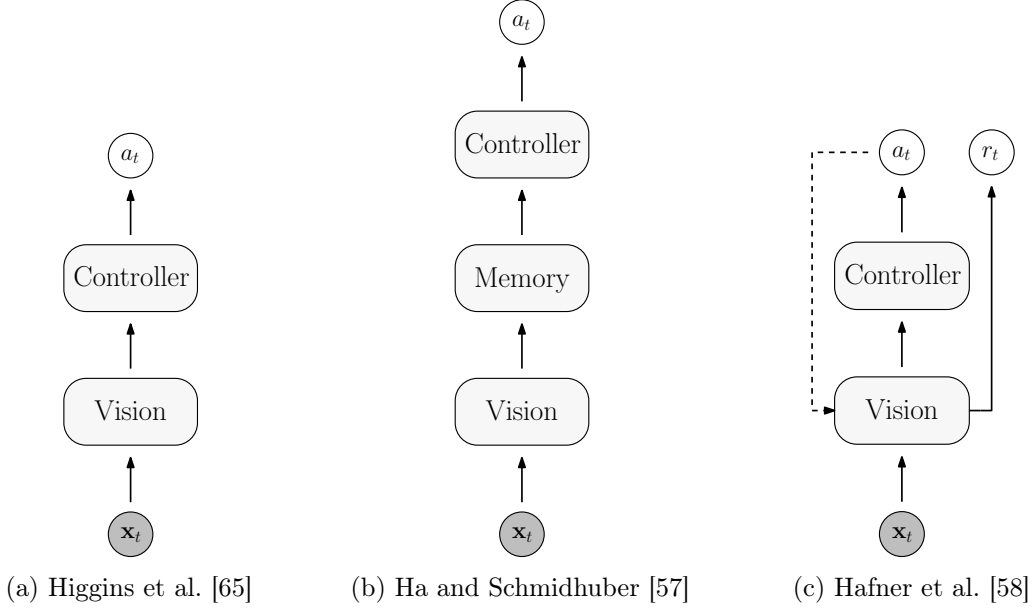 a_t
Controller
Vision
x_t
(a) Higgins et al. [65]
a_t
Controller
Memory
Vision
x_t
(b) Ha and Schmidhuber [57]
a_t r_t
Controller
Vision
x_t
(c) Hafner et al. [58]